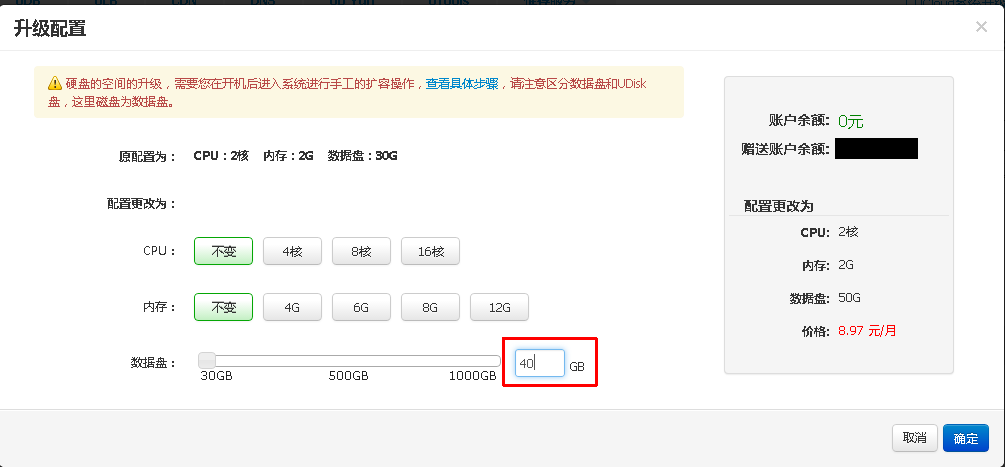 升级配置
×
硬盘的空间的升级，需要您在开机后进入系统进行手工的扩容操作，查看具体步骤，请注意区分数据盘和UDisk
盘，这里磁盘为数据盘。
原配置为： CPU：2核 内存：2G 数据盘：30G
配置更改为：
CPU： 不变 4核 8核 16核
内存： 不变 4G 6G 8G 12G
数据盘： 40 GB
30GB 500GB 1000GB
账户余额: 0元
赠送账户余额:
配置更改为
CPU: 2核
内存: 2G
数据盘: 50G
价格: 8.97 元/月
取消 确定